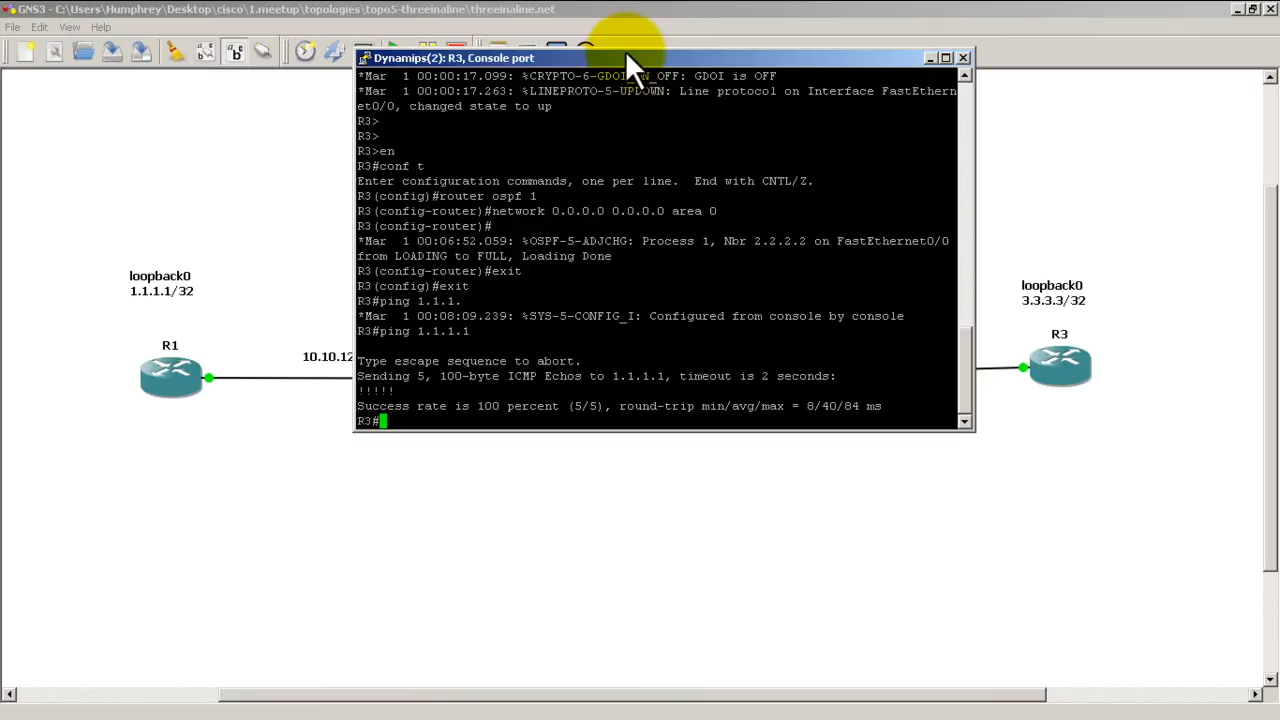 GNS3 - C:\Users\Humphrey\Desktop\cisco\1.meetup\topologies\topo5-threeinaline\threeinaline.net
File Edit View Help
Dynamips(2): R3, Console port
*Mar  1 00:00:17.099: %CRYPTO-6-GDOI_ON_OFF: GDOI is OFF
*Mar  1 00:00:17.263: %LINEPROTO-5-UPDOWN: Line protocol on Interface FastEthern
et0/0, changed state to up
R3>
R3>
R3>en
R3#conf t
Enter configuration commands, one per line.  End with CNTL/Z.
R3(config)#router ospf 1
R3(config-router)#network 0.0.0.0 0.0.0.0 area 0
R3(config-router)#
*Mar  1 00:06:52.059: %OSPF-5-ADJCHG: Process 1, Nbr 2.2.2.2 on FastEthernet0/0
from LOADING to FULL, Loading Done
R3(config-router)#exit
R3(config)#exit
R3#ping 1.1.1.
*Mar  1 00:08:09.239: %SYS-5-CONFIG_I: Configured from console by console
R3#ping 1.1.1.1
Type escape sequence to abort.
Sending 5, 100-byte ICMP Echos to 1.1.1.1, timeout is 2 seconds:
!!!!!
Success rate is 100 percent (5/5), round-trip min/avg/max = 8/40/84 ms
R3#
loopback0
1.1.1.1/32
R1
10.10.12
loopback0
3.3.3.3/32
R3